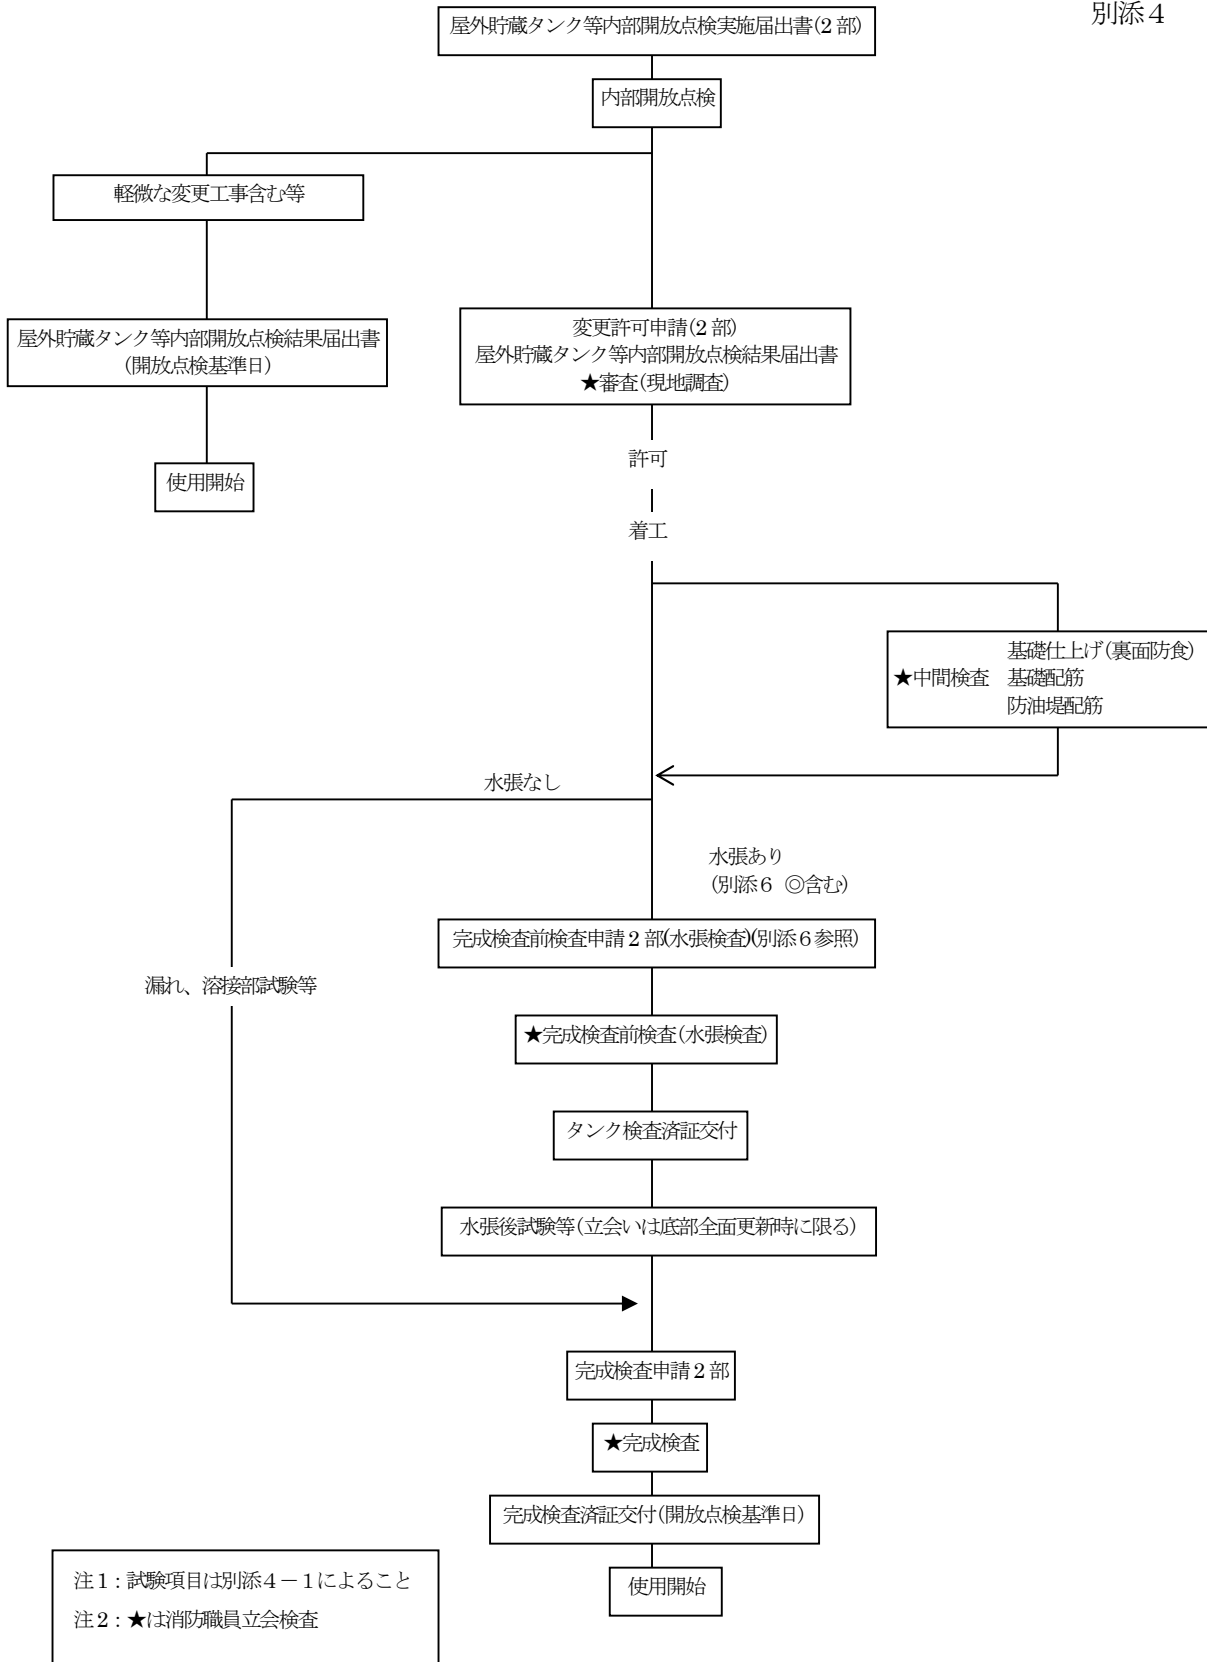 別添４
屋外貯蔵タンク等内部開放点検実施届出書(2 部)
内部開放点検
軽微な変更工事含む等
屋外貯蔵タンク等内部開放点検結果届出書
(開放点検基準日)
使用開始
変更許可申請(2 部)
屋外貯蔵タンク等内部開放点検結果届出書
★審査(現地調査)
許可
着工
基礎仕上げ(裏面防食)
★中間検査 基礎配筋
防油堤配筋
水張なし
水張あり
(別添６ ◎含む)
完成検査前検査申請２部(水張検査)(別添６参照)
漏れ、溶接部試験等
★完成検査前検査(水張検査)
タンク検査済証交付
水張後試験等(立会いは底部全面更新時に限る)
完成検査申請２部
★完成検査
完成検査済証交付(開放点検基準日)
使用開始
注１：試験項目は別添４－１によること
注２：★は消防職員立会検査